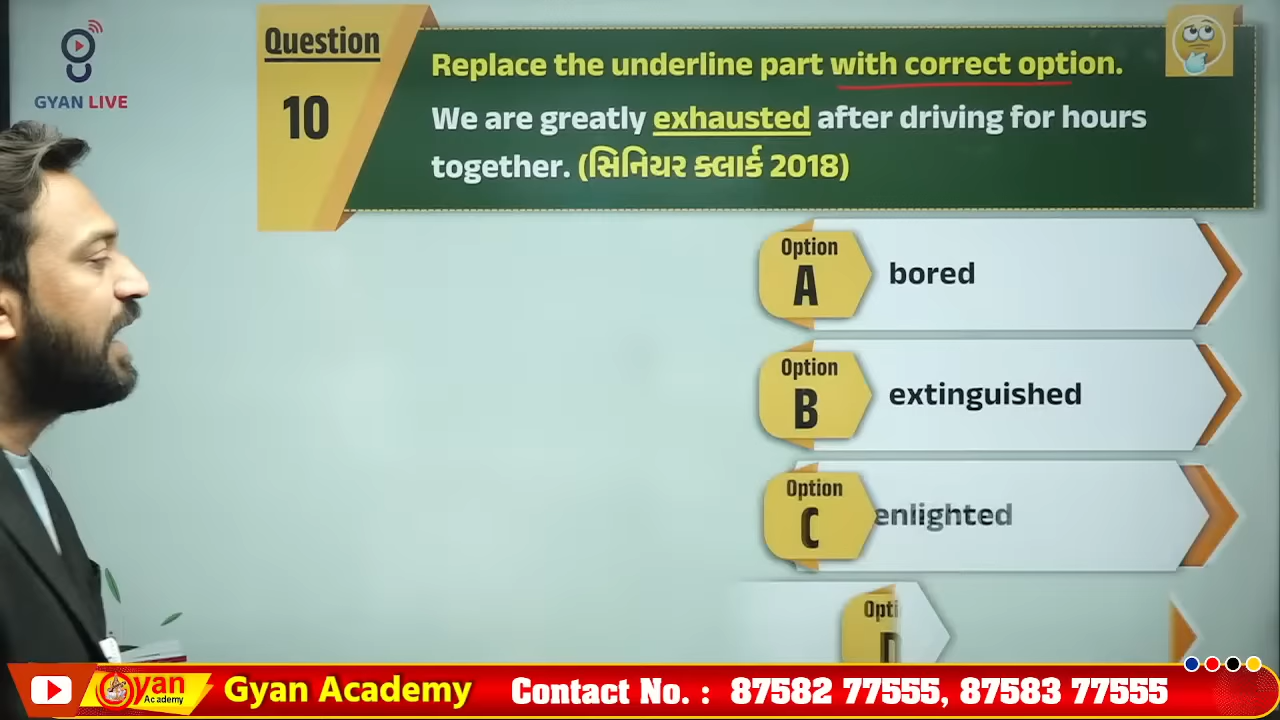 GYAN LIVE
Question
10
Replace the underline part with correct option.
We are greatly exhausted after driving for hours
together. (સિનિયર ક્લાર્ક 2018)
Option
A
bored
Option
B
extinguished
Option
C
enlighted
Gyan
Academy
Gyan Academy
Contact No. : 87582 77555, 87583 77555